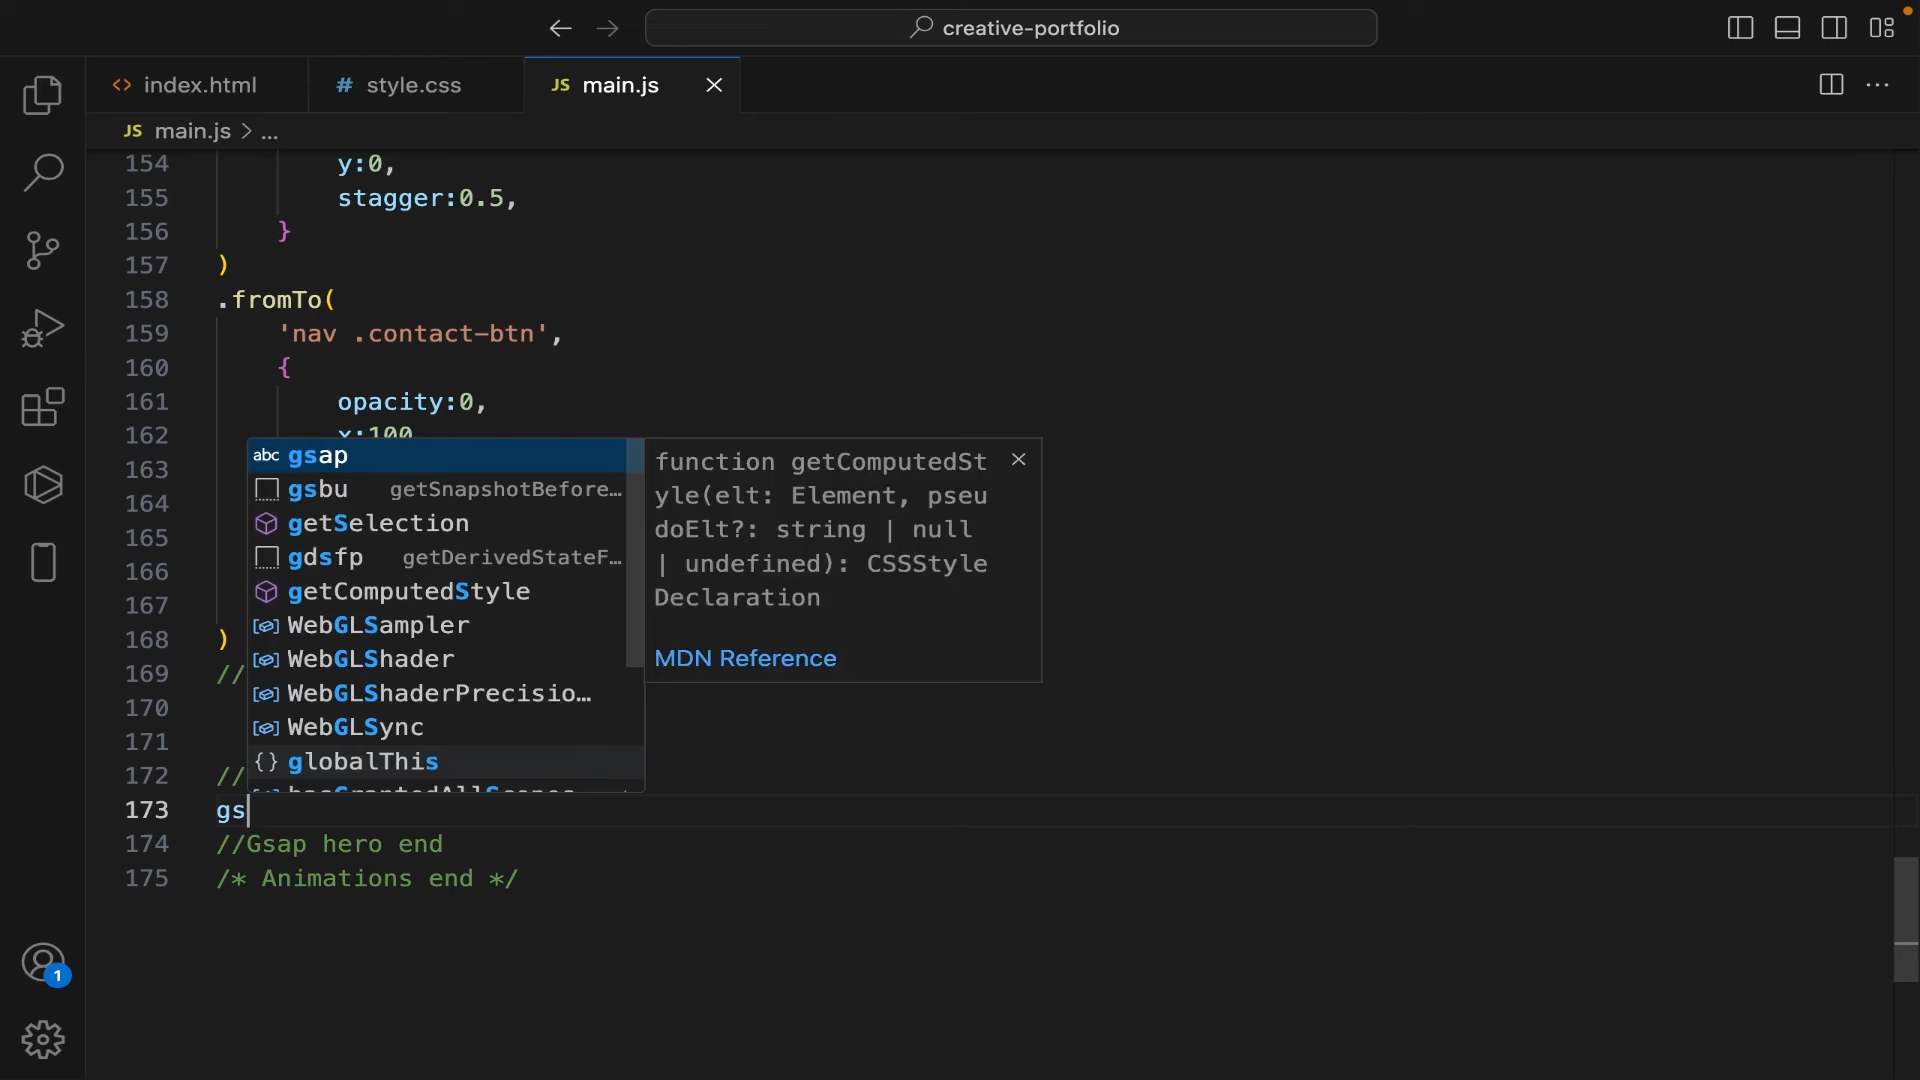 creative-portfolio
index.html
style.css
JS main.js
JS main.js > ...
154 y:0,
155 stagger:0.5,
156 }
157 )
158 .fromTo(
159 'nav .contact-btn',
160 {
161 opacity:0,
162 x:100
163
164
165
166
167
168 )
169 //
170
171
172 //
173 gs
174 //Gsap hero end
175 /* Animations end */
abc gsap
gsbu getSnapshotBefore…
getSelection
gdsfp getDerivedStateF…
getComputedStyle
WebGLSampler
WebGLShader
WebGLShaderPrecisio…
WebGLSync
{} globalThis
function getComputedSt
yle(elt: Element, pseu
doElt?: string | null
| undefined): CSSStyle
Declaration
MDN Reference
1